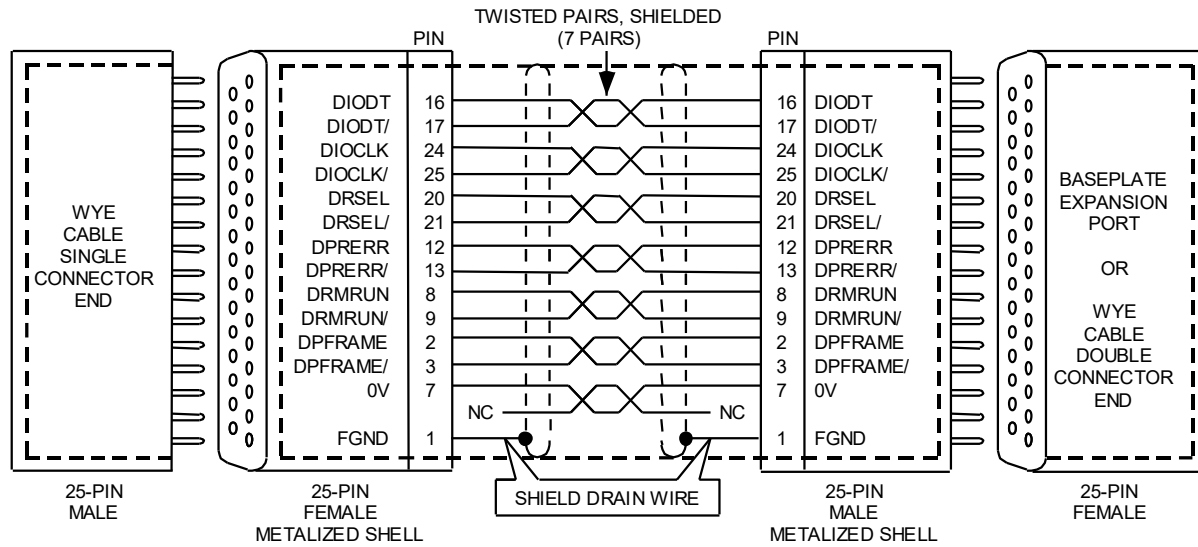 TWISTED PAIRS, SHIELDED
(7 PAIRS)
PIN
PIN
WYE
CABLE
SINGLE
CONNECTOR
END
DIODT 16
DIODT/ 17
DIOCLK 24
DIOCLK/ 25
DRSEL 20
DRSEL/ 21
DPRERR 12
DPRERR/ 13
DRMRUN 8
DRMRUN/ 9
DPFRAME 2
DPFRAME/ 3
0V 7
NC
FGND 1
16 DIODT
17 DIODT/
24 DIOCLK
25 DIOCLK/
20 DRSEL
21 DRSEL/
12 DPRERR
13 DPRERR/
8 DRMRUN
9 DRMRUN/
2 DPFRAME
3 DPFRAME/
7 0V
NC
1 FGND
BASEPLATE
EXPANSION
PORT
OR
WYE
CABLE
DOUBLE
CONNECTOR
END
SHIELD DRAIN WIRE
25-PIN
MALE
25-PIN
FEMALE
METALIZED SHELL
25-PIN
MALE
METALIZED SHELL
25-PIN
FEMALE